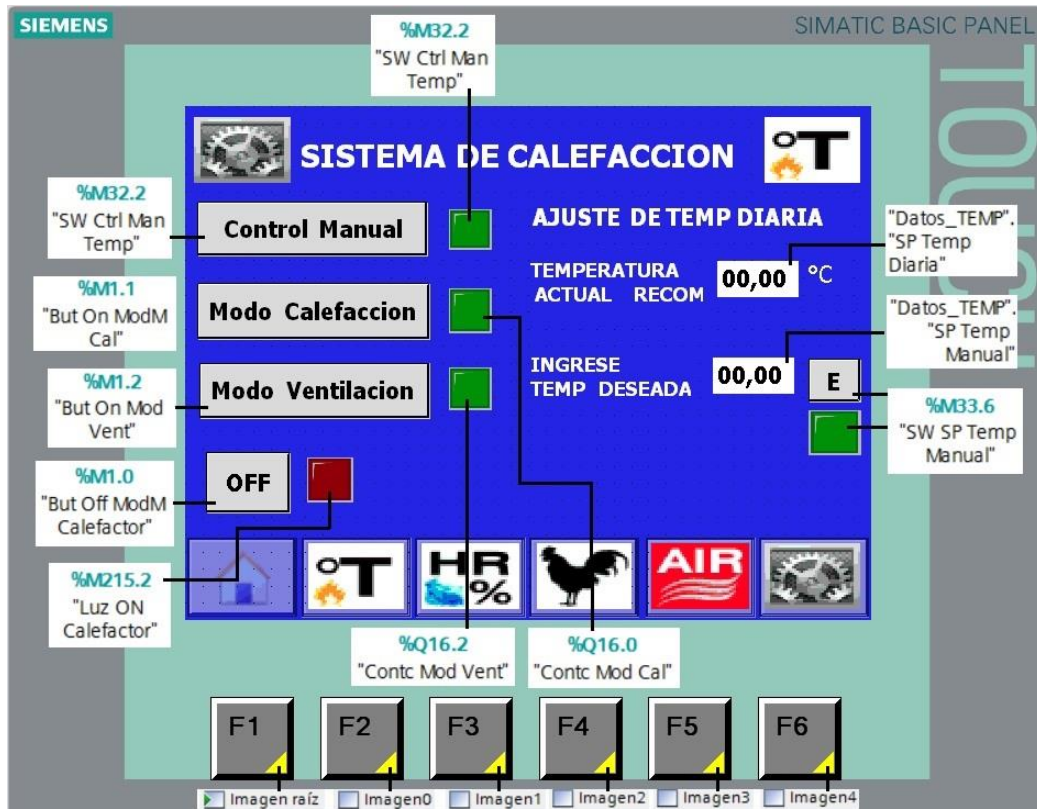 SIEMENS
SIMATIC BASIC PANEL
TOUCH
%M32.2
"SW Ctrl Man
Temp"
SISTEMA DE CALEFACCION
°T
%M32.2
"SW Ctrl Man
Temp"
Control Manual
AJUSTE DE TEMP DIARIA
"Datos_TEMP".
"SP Temp
Diaria"
TEMPERATURA
ACTUAL RECOM
00,00
°C
%M1.1
"But On ModM
Cal"
Modo Calefaccion
"Datos_TEMP".
"SP Temp
Manual"
INGRESE
TEMP DESEADA
00,00
E
%M1.2
"But On Mod
Vent"
Modo Ventilacion
%M33.6
"SW SP Temp
Manual"
%M1.0
"But Off ModM
Calefactor"
OFF
%M215.2
"Luz ON
Calefactor"
°T
HR
%
AIR
%Q16.2
"Contc Mod Vent"
%Q16.0
"Contc Mod Cal"
F1
F2
F3
F4
F5
F6
Imagen raíz
Imagen0
Imagen1
Imagen2
Imagen3
Imagen4